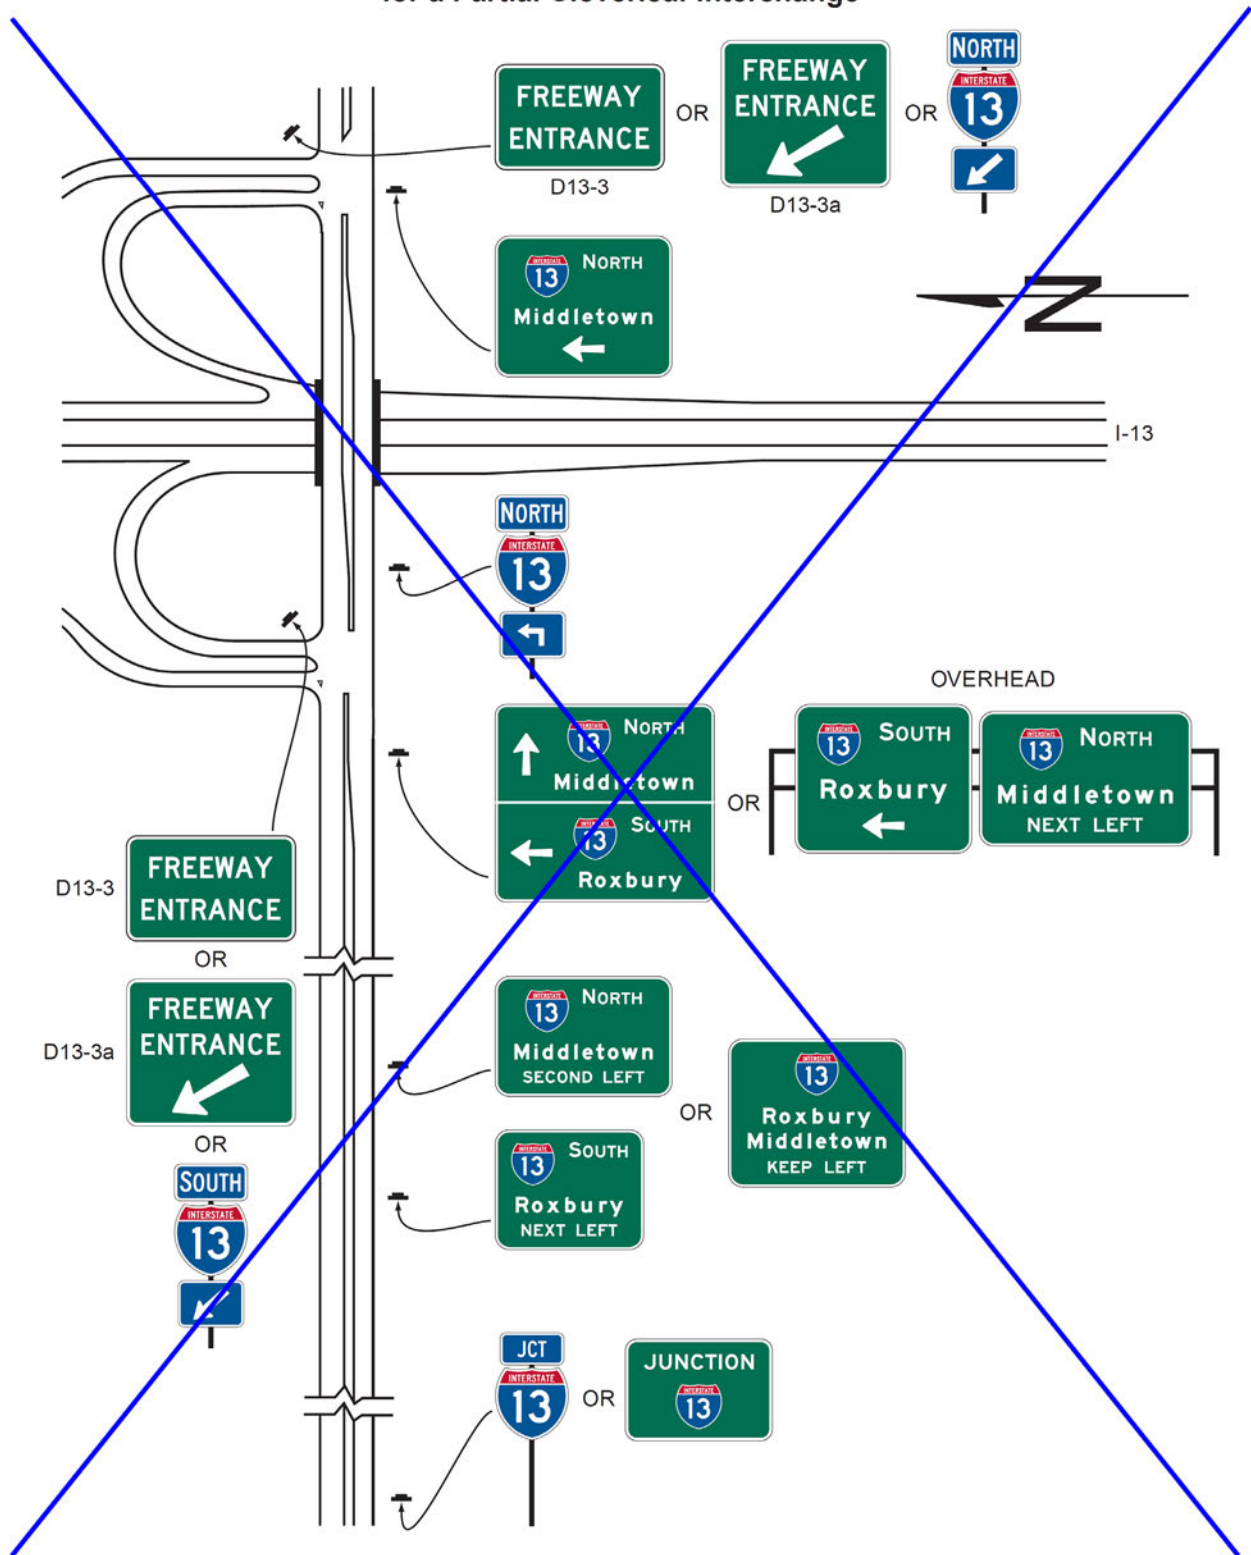 for a Partial Cloverleaf Interchange
FREEWAY
ENTRANCE
D13-3
OR
FREEWAY
ENTRANCE
D13-3a
OR
NORTH
INTERSTATE
13
INTERSTATE
13 NORTH
Middletown
N
I-13
NORTH
INTERSTATE
13
INTERSTATE
13 NORTH
Middletown
INTERSTATE
13 SOUTH
Roxbury
OR
OVERHEAD
INTERSTATE
13 SOUTH
Roxbury
INTERSTATE
13 NORTH
Middletown
NEXT LEFT
D13-3
FREEWAY
ENTRANCE
OR
D13-3a
FREEWAY
ENTRANCE
OR
SOUTH
INTERSTATE
13
INTERSTATE
13 NORTH
Middletown
SECOND LEFT
INTERSTATE
13 SOUTH
Roxbury
NEXT LEFT
OR
INTERSTATE
13
Roxbury
Middletown
KEEP LEFT
JCT
INTERSTATE
13
OR
JUNCTION
INTERSTATE
13